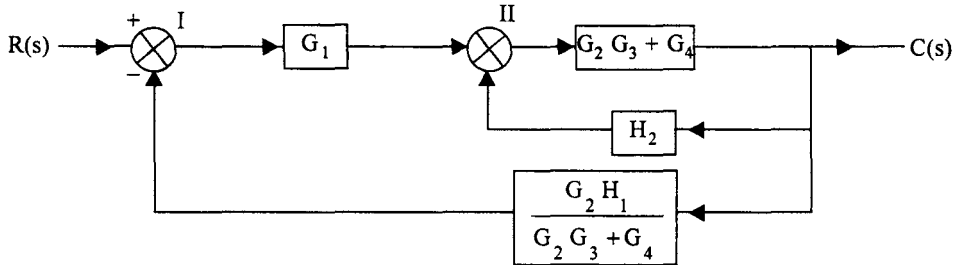 I
II
+
R(s)
G₁
G₂ G₃ + G₄
C(s)
−
H₂
G₂ H₁
G₂ G₃ + G₄